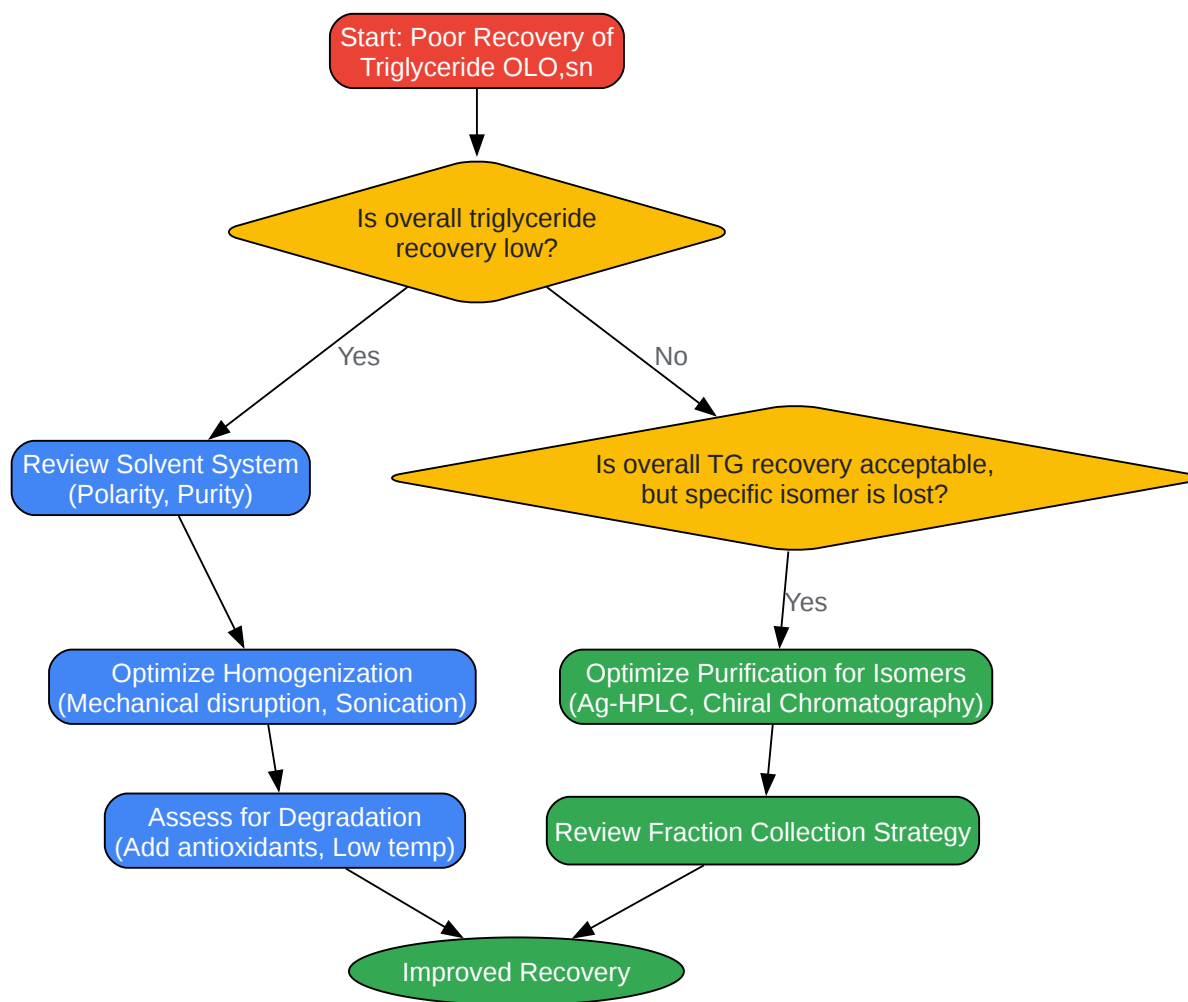 Start: Poor Recovery of
Triglyceride OLO,sn
Is overall triglyceride
recovery low?
Yes
No
Review Solvent System
(Polarity, Purity)
Is overall TG recovery acceptable,
but specific isomer is lost?
Yes
Optimize Homogenization
(Mechanical disruption, Sonication)
Optimize Purification for Isomers
(Ag-HPLC, Chiral Chromatography)
Assess for Degradation
(Add antioxidants, Low temp)
Review Fraction Collection Strategy
Improved Recovery